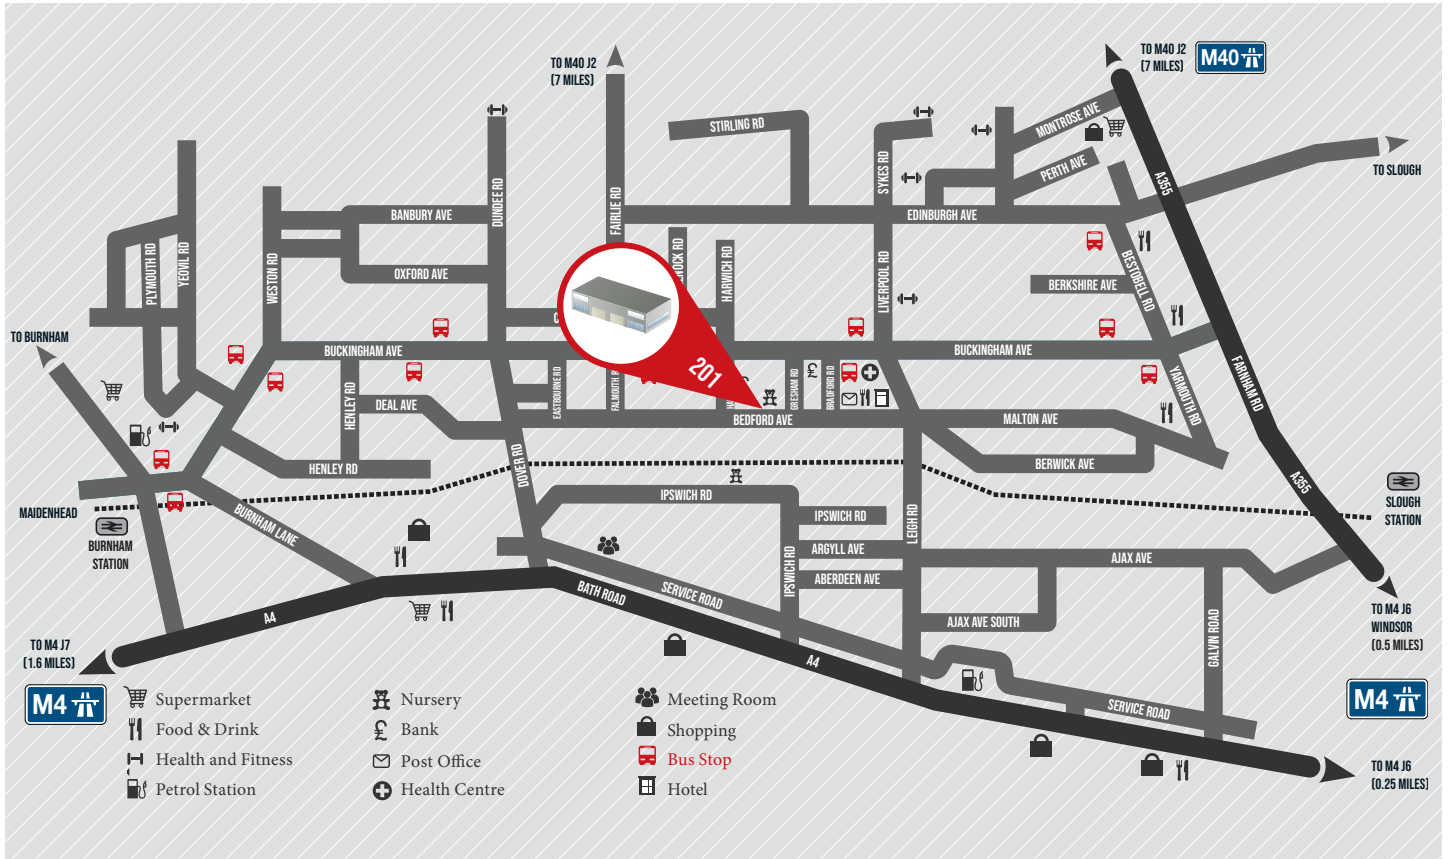 TO M40 J2
(7 MILES)
TO M40 J2
(7 MILES)
M40
MONTROSE AVE
STIRLING RD
PERTH AVE
A355
TO SLOUGH
SYKES RD
DUNDEE RD
FAIRLIE RD
BANBURY AVE
EDINBURGH AVE
PLYMOUTH RD
YEOVIL RD
WESTON RD
OXFORD AVE
HARWICH RD
LIVERPOOL RD
BESTOBELL RD
BERKSHIRE AVE
TO BURNHAM
BUCKINGHAM AVE
BUCKINGHAM AVE
201
FARNHAM RD
HENLEY RD
DEAL AVE
EASTBOURNE RD
FALMOUTH RD
GRESHAM RD
BRADFORD RD
YARMOUTH RD
BEDFORD AVE
MALTON AVE
HENLEY RD
DOVER RD
BERWICK AVE
A355
MAIDENHEAD
BURNHAM
STATION
BURNHAM LANE
IPSWICH RD
IPSWICH RD
LEIGH RD
SLOUGH
STATION
ARGYLL AVE
AJAX AVE
IPSWICH RD
ABERDEEN AVE
BATH ROAD
SERVICE ROAD
AJAX AVE SOUTH
GALVIN ROAD
A4
A4
TO M4 J6
WINDSOR
(0.5 MILES)
TO M4 J7
(1.6 MILES)
M4
M4
SERVICE ROAD
TO M4 J6
(0.25 MILES)
Supermarket
Food & Drink
Health and Fitness
Petrol Station
Nursery
£ Bank
Post Office
Health Centre
Meeting Room
Shopping
Bus Stop
Hotel